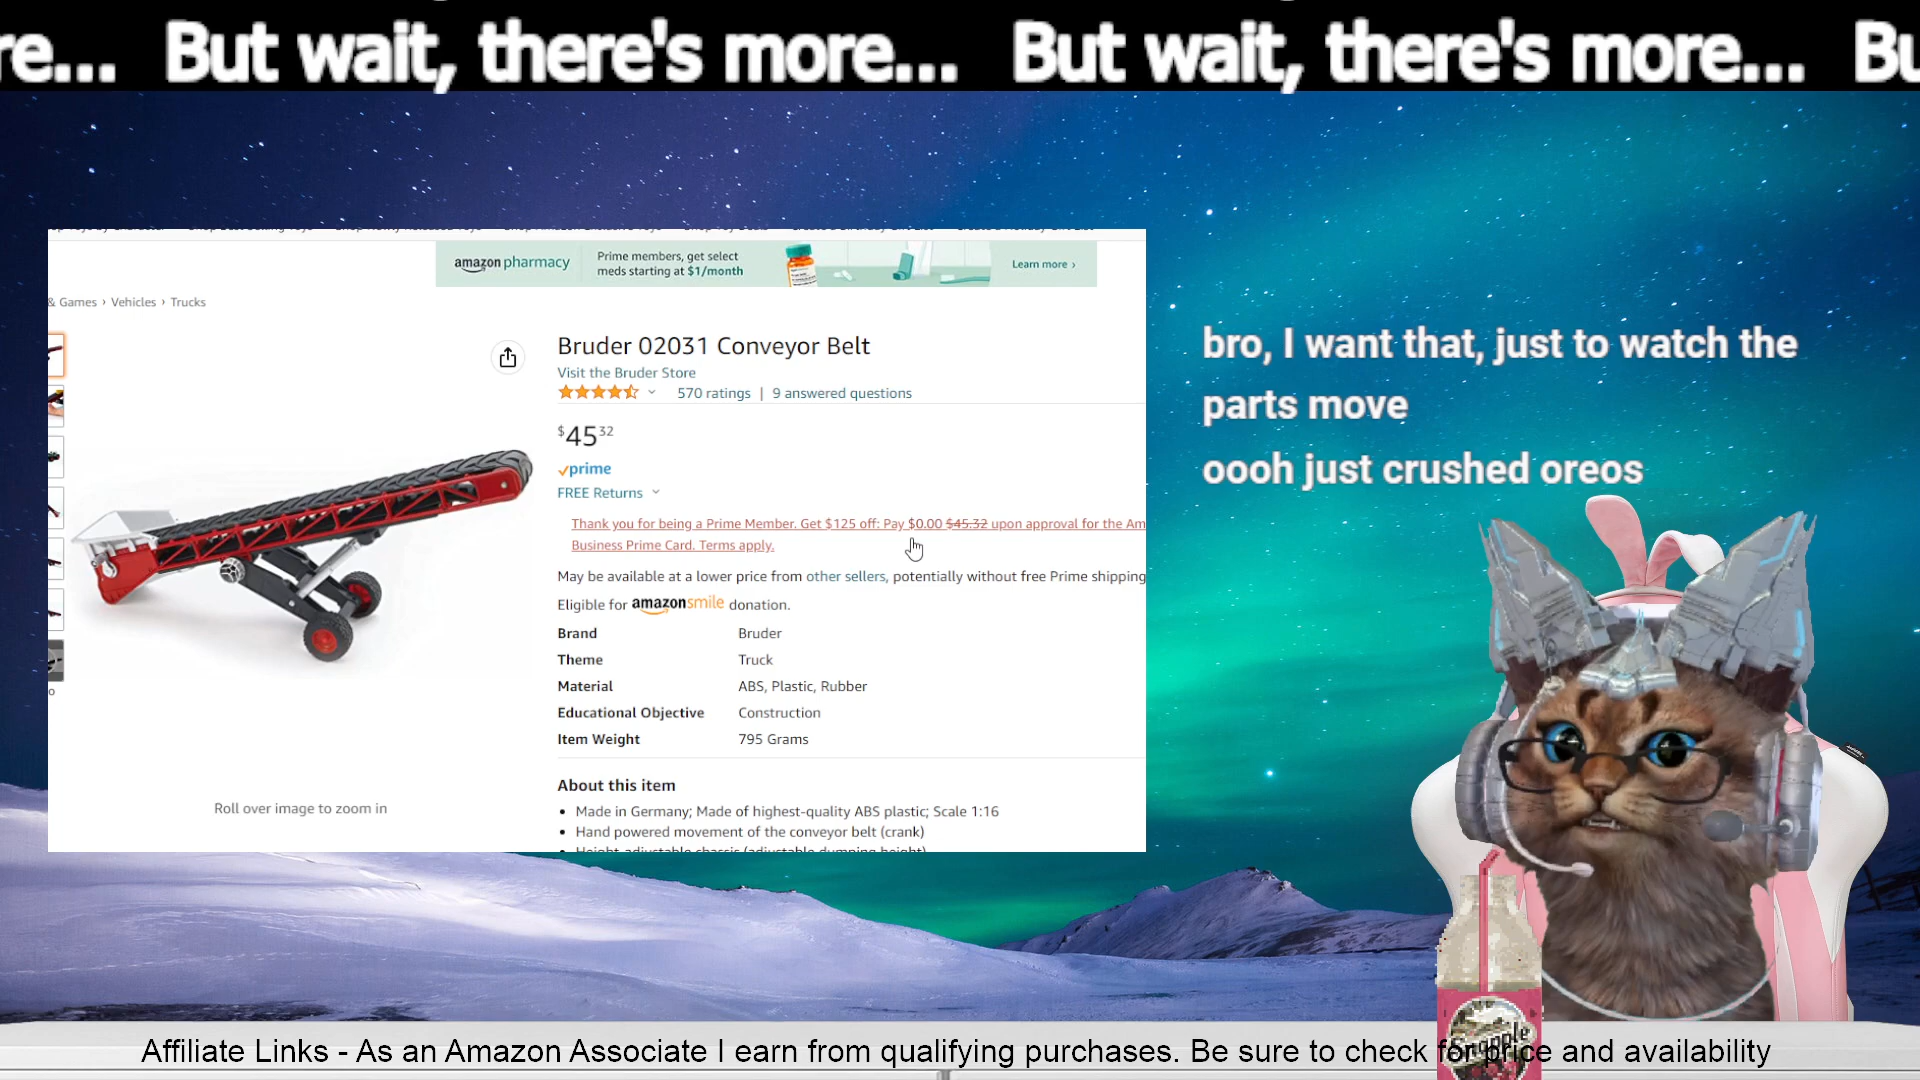 re... But wait, there's more... But wait, there's more... Bu
amazon pharmacy
Prime members, get select
meds starting at $1/month
Learn more ›
& Games › Vehicles › Trucks
Bruder 02031 Conveyor Belt
Visit the Bruder Store
570 ratings | 9 answered questions
$45 32
prime
FREE Returns
Thank you for being a Prime Member. Get $125 off: Pay $0.00 $45.32 upon approval for the Am
Business Prime Card. Terms apply.
May be available at a lower price from other sellers, potentially without free Prime shipping
Eligible for amazonsmile donation.
Brand Bruder
Theme Truck
Material ABS, Plastic, Rubber
Educational Objective Construction
Item Weight 795 Grams
About this item
• Made in Germany; Made of highest-quality ABS plastic; Scale 1:16
• Hand powered movement of the conveyor belt (crank)
• Height-adjustable chassis (adjustable dumping height)
Roll over image to zoom in
bro, I want that, just to watch the
parts move
oooh just crushed oreos
Snapple
Affiliate Links - As an Amazon Associate I earn from qualifying purchases. Be sure to check for price and availability